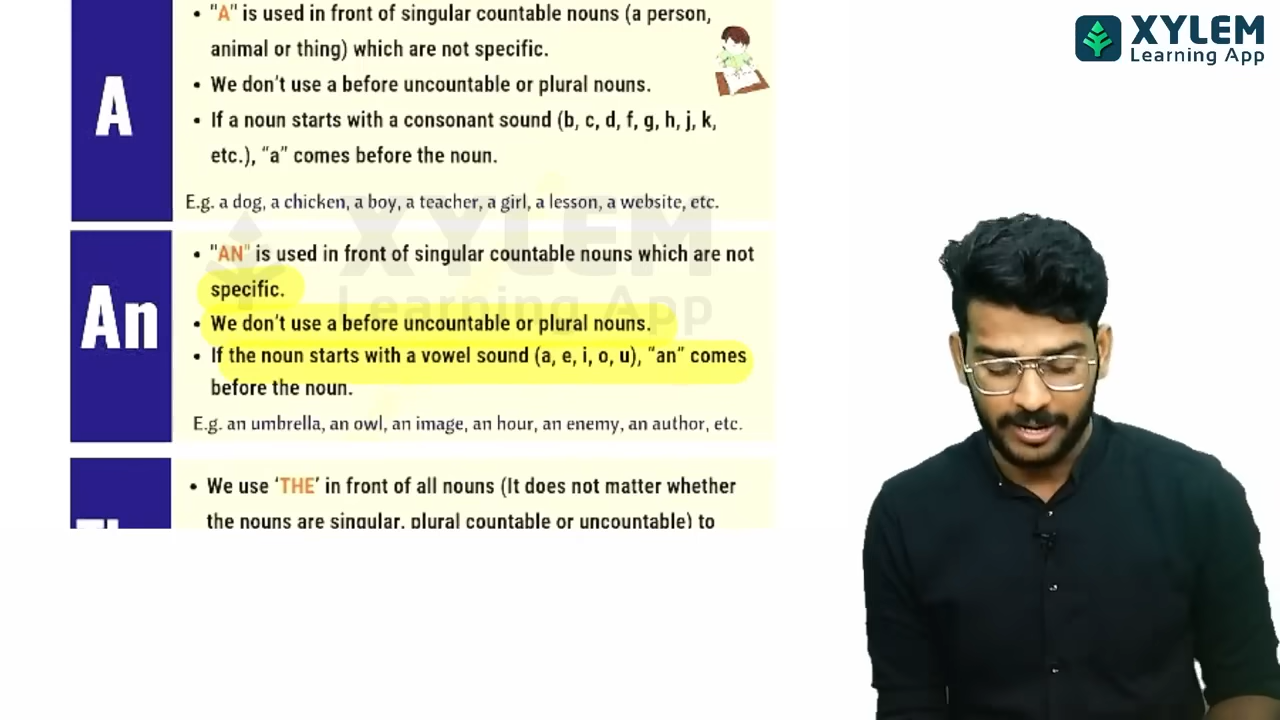 XYLEM
Learning App
A
• "A" is used in front of singular countable nouns (a person,
animal or thing) which are not specific.
• We don't use a before uncountable or plural nouns.
• If a noun starts with a consonant sound (b, c, d, f, g, h, j, k,
etc.), “a” comes before the noun.
E.g. a dog, a chicken, a boy, a teacher, a girl, a lesson, a website, etc.
XYLEM
Learning App
An
• "AN" is used in front of singular countable nouns which are not
specific.
• We don't use a before uncountable or plural nouns.
• If the noun starts with a vowel sound (a, e, i, o, u), “an” comes
before the noun.
E.g. an umbrella, an owl, an image, an hour, an enemy, an author, etc.
• We use ‘THE’ in front of all nouns (It does not matter whether
the nouns are singular, plural countable or uncountable) to